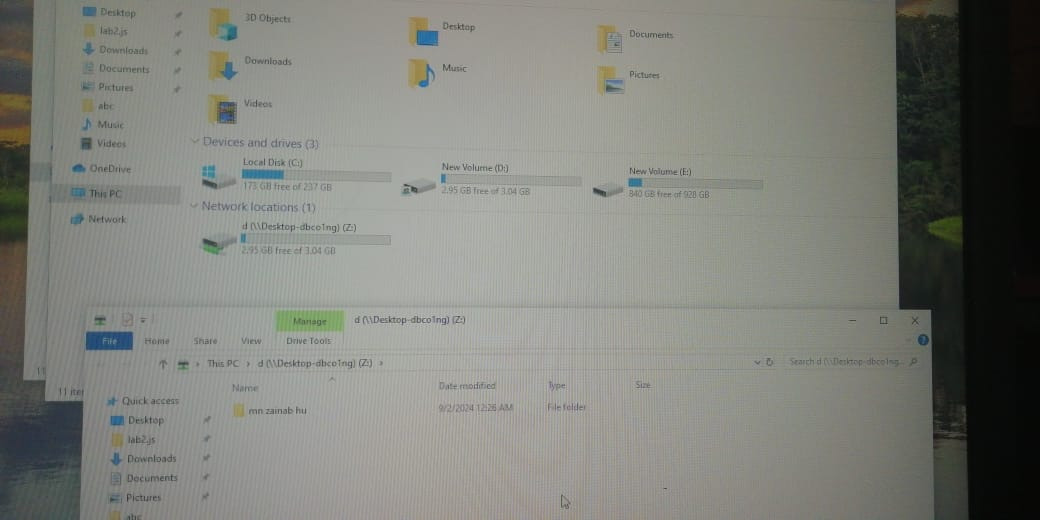 Desktop
lab2.js
Downloads
Documents
Pictures
abc
Music
Videos
OneDrive
This PC
Network
3D Objects
Desktop
Documents
Downloads
Music
Pictures
Videos
Devices and drives (3)
Local Disk (C:)
173 GB free of 237 GB
New Volume (D:)
2.95 GB free of 3.04 GB
New Volume (E:)
840 GB free of 928 GB
Network locations (1)
d (\\Desktop-dbco1ng) (Z:)
2.95 GB free of 3.04 GB
11
11 ite
Manage
d (\\Desktop-dbco1ng) (Z:)
File
Home
Share
View
Drive Tools
This PC
d (\\Desktop-dbco1ng) (Z:)
Search d (\\Desktop-dbco1ng...
Name
Date modified
Type
Size
mn zainab hu
9/2/2024 12:26 AM
File folder
Quick access
Desktop
lab2.js
Downloads
Documents
Pictures
abc